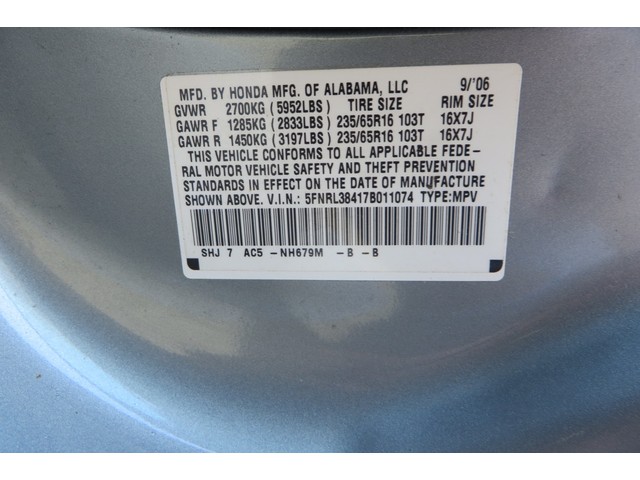 MFD. BY HONDA MFG. OF ALABAMA, LLC 9/'06
GVWR 2700KG (5952LBS) TIRE SIZE RIM SIZE
GAWR F 1285KG (2833LBS) 235/65R16 103T 16X7J
GAWR R 1450KG (3197LBS) 235/65R16 103T 16X7J
THIS VEHICLE CONFORMS TO ALL APPLICABLE FEDE-
RAL MOTOR VEHICLE SAFETY AND THEFT PREVENTION
STANDARDS IN EFFECT ON THE DATE OF MANUFACTURE
SHOWN ABOVE. V.I.N.: 5FNRL38417B011074 TYPE:MPV
SHJ 7 AC5 -NH679M -B -B